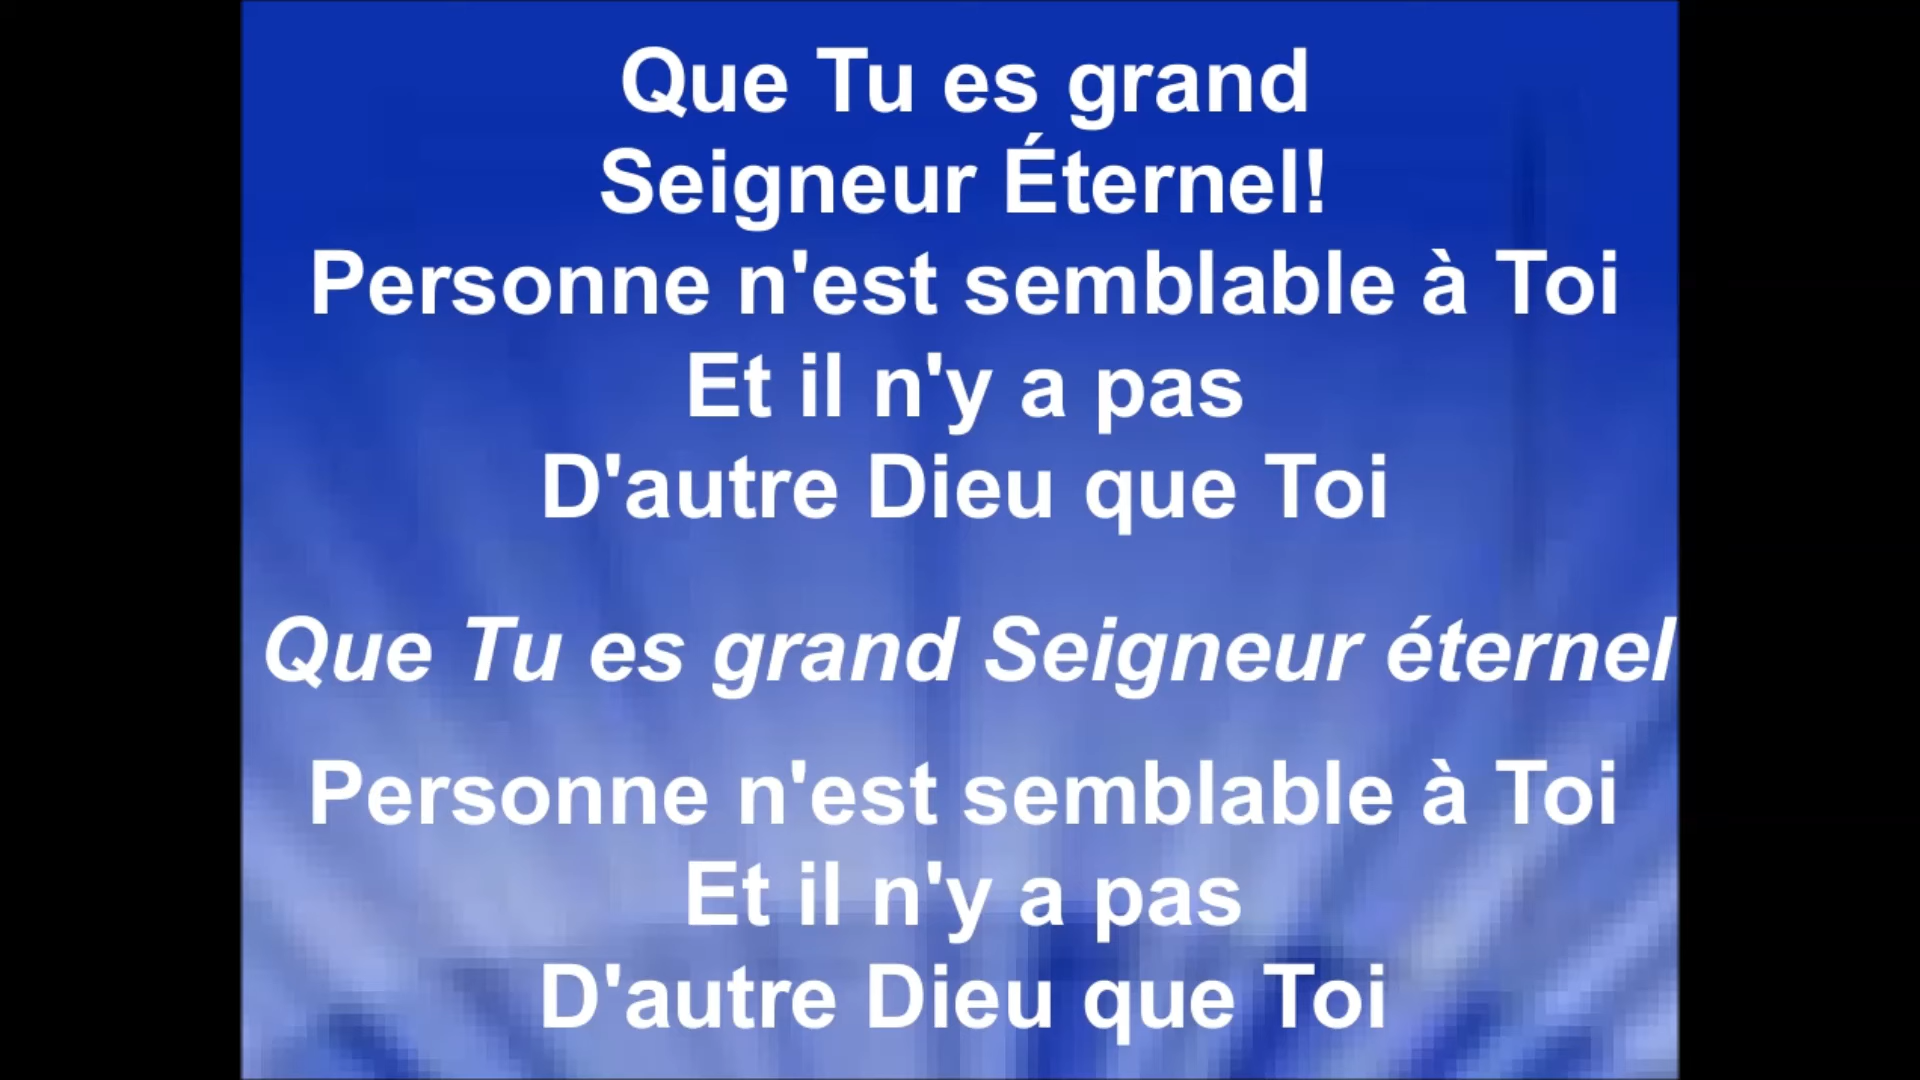 Que Tu es grand
Seigneur Éternel!
Personne n'est semblable à Toi
Et il n'y a pas
D'autre Dieu que Toi
Que Tu es grand Seigneur éternel
Personne n'est semblable à Toi
Et il n'y a pas
D'autre Dieu que Toi